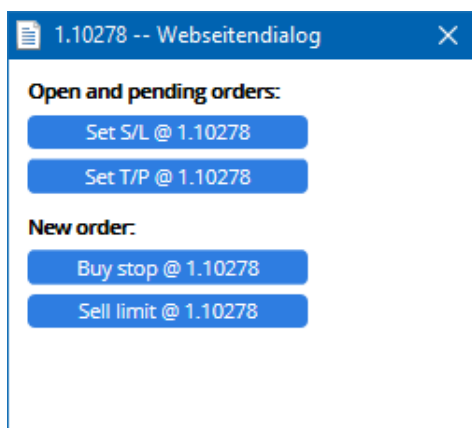 1.10278 -- Webseitendialog
Open and pending orders:
Set S/L @ 1.10278
Set T/P @ 1.10278
New order:
Buy stop @ 1.10278
Sell limit @ 1.10278